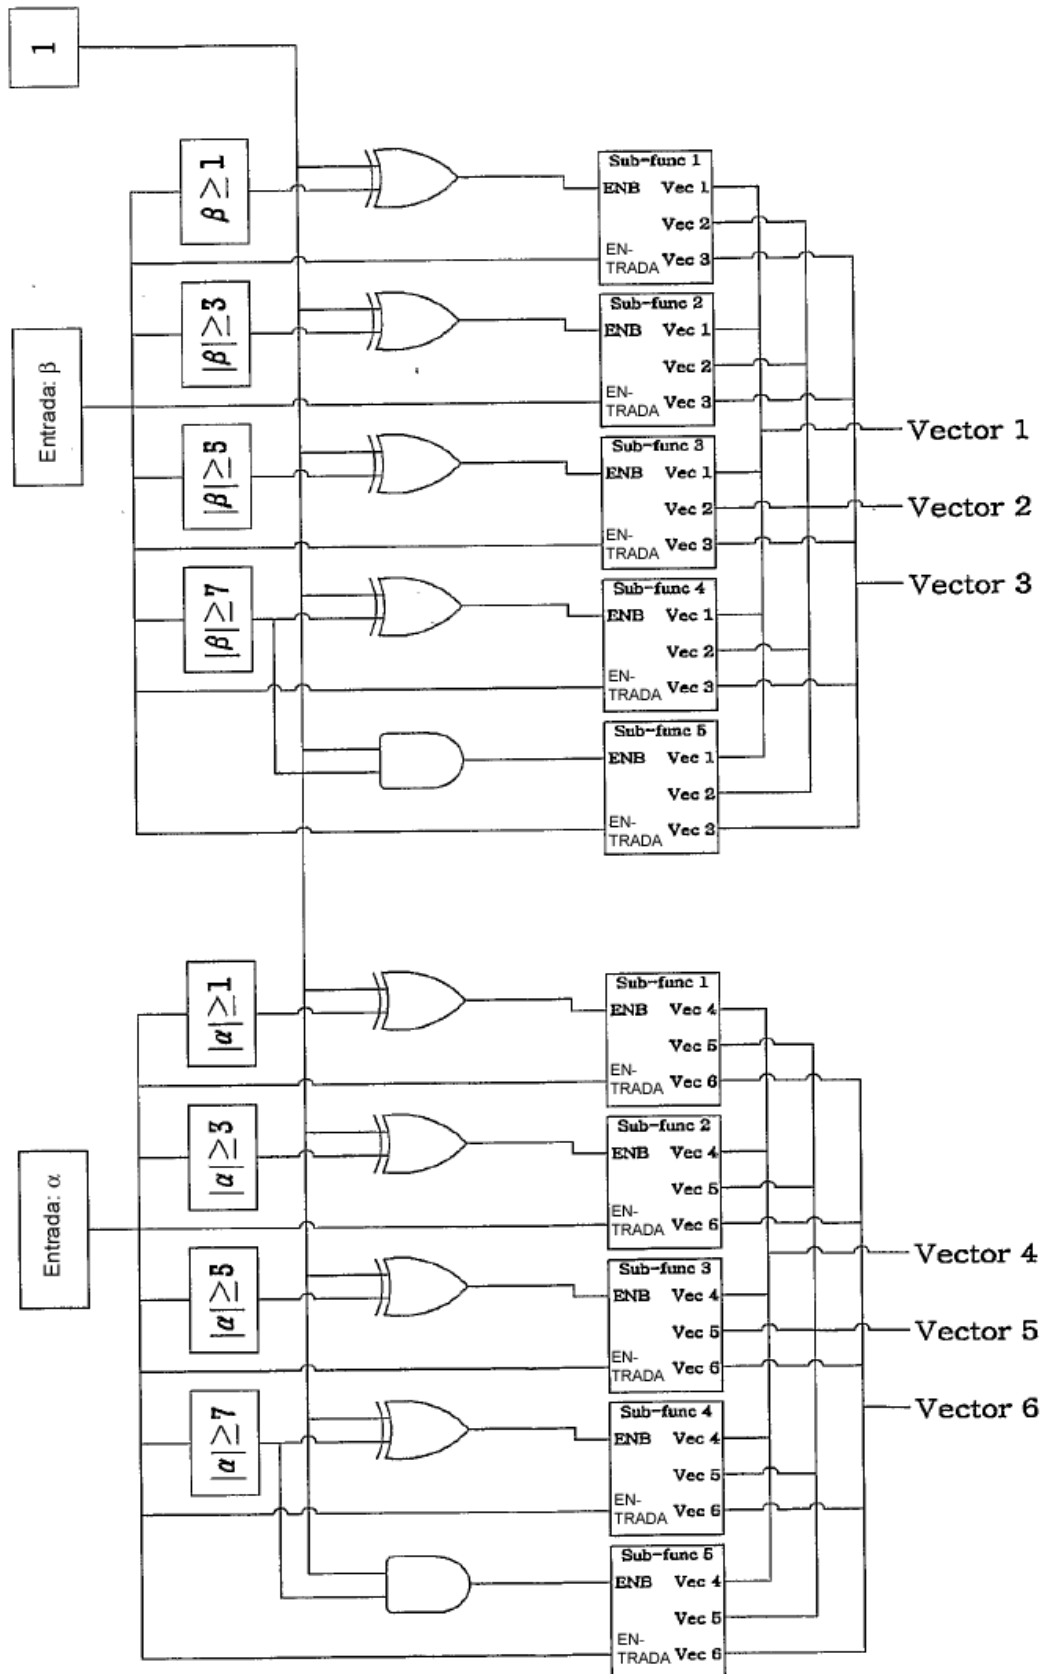 1
β ≥ 1
Sub-func 1
ENB Vec 1
Vec 2
EN-
TRADA Vec 3
|β| ≥ 3
Sub-func 2
ENB Vec 1
Vec 2
EN-
TRADA Vec 3
Entrada: β
|β| ≥ 5
Sub-func 3
ENB Vec 1
Vec 2
EN-
TRADA Vec 3
Vector 1
Vector 2
Vector 3
|β| ≥ 7
Sub-func 4
ENB Vec 1
Vec 2
EN-
TRADA Vec 3
Sub-func 5
ENB Vec 1
Vec 2
EN-
TRADA Vec 3
|α| ≥ 1
Sub-func 1
ENB Vec 4
Vec 5
EN-
TRADA Vec 6
|α| ≥ 3
Sub-func 2
ENB Vec 4
Vec 5
EN-
TRADA Vec 6
Entrada: α
|α| ≥ 5
Sub-func 3
ENB Vec 4
Vec 5
EN-
TRADA Vec 6
Vector 4
Vector 5
Vector 6
|α| ≥ 7
Sub-func 4
ENB Vec 4
Vec 5
EN-
TRADA Vec 6
Sub-func 5
ENB Vec 4
Vec 5
EN-
TRADA Vec 6